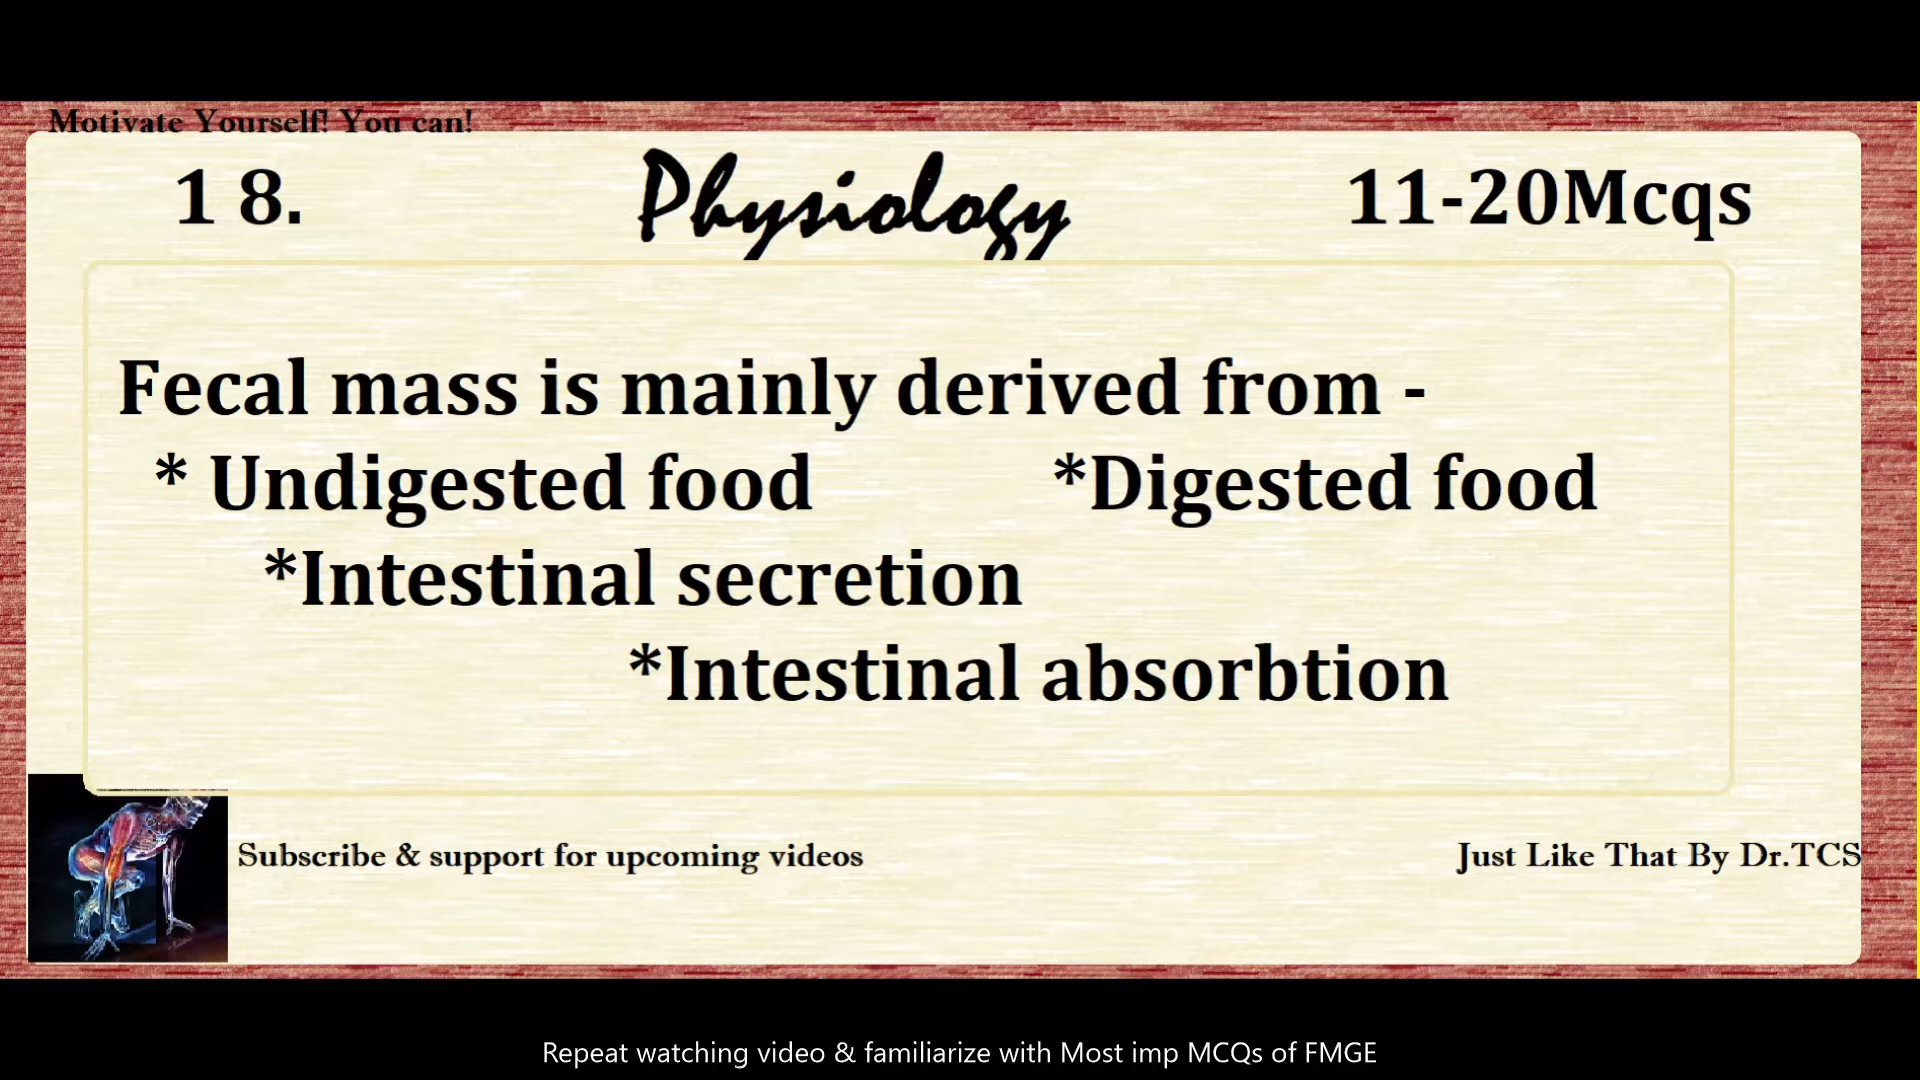 Motivate Yourself! You can!
1 8. Physiology 11-20Mcqs
Fecal mass is mainly derived from -
* Undigested food *Digested food
*Intestinal secretion
*Intestinal absorbtion
Subscribe & support for upcoming videos Just Like That By Dr.TCS
Repeat watching video & familiarize with Most imp MCQs of FMGE